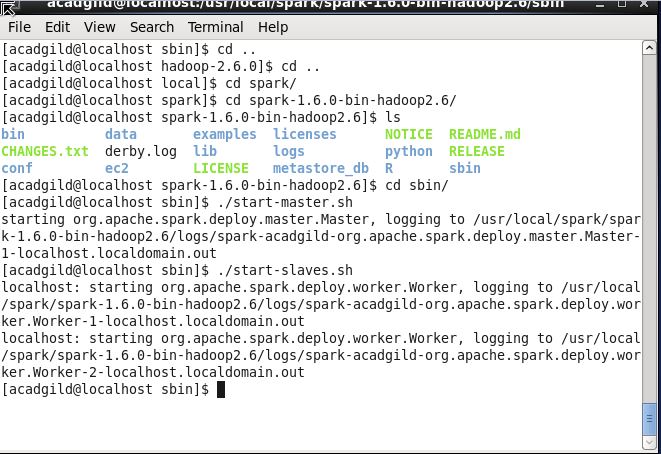 acadgild@localhost:/usr/local/spark/spark-1.6.0-bin-hadoop2.6/sbin
File Edit View Search Terminal Help
[acadgild@localhost sbin]$ cd ..
[acadgild@localhost hadoop-2.6.0]$ cd ..
[acadgild@localhost local]$ cd spark/
[acadgild@localhost spark]$ cd spark-1.6.0-bin-hadoop2.6/
[acadgild@localhost spark-1.6.0-bin-hadoop2.6]$ ls
bin data examples licenses NOTICE README.md
CHANGES.txt derby.log lib logs python RELEASE
conf ec2 LICENSE metastore_db R sbin
[acadgild@localhost spark-1.6.0-bin-hadoop2.6]$ cd sbin/
[acadgild@localhost sbin]$ ./start-master.sh
starting org.apache.spark.deploy.master.Master, logging to /usr/local/spark/spar
k-1.6.0-bin-hadoop2.6/logs/spark-acadgild-org.apache.spark.deploy.master.Master-
1-localhost.localdomain.out
[acadgild@localhost sbin]$ ./start-slaves.sh
localhost: starting org.apache.spark.deploy.worker.Worker, logging to /usr/local
/spark/spark-1.6.0-bin-hadoop2.6/logs/spark-acadgild-org.apache.spark.deploy.wor
ker.Worker-1-localhost.localdomain.out
localhost: starting org.apache.spark.deploy.worker.Worker, logging to /usr/local
/spark/spark-1.6.0-bin-hadoop2.6/logs/spark-acadgild-org.apache.spark.deploy.wor
ker.Worker-2-localhost.localdomain.out
[acadgild@localhost sbin]$